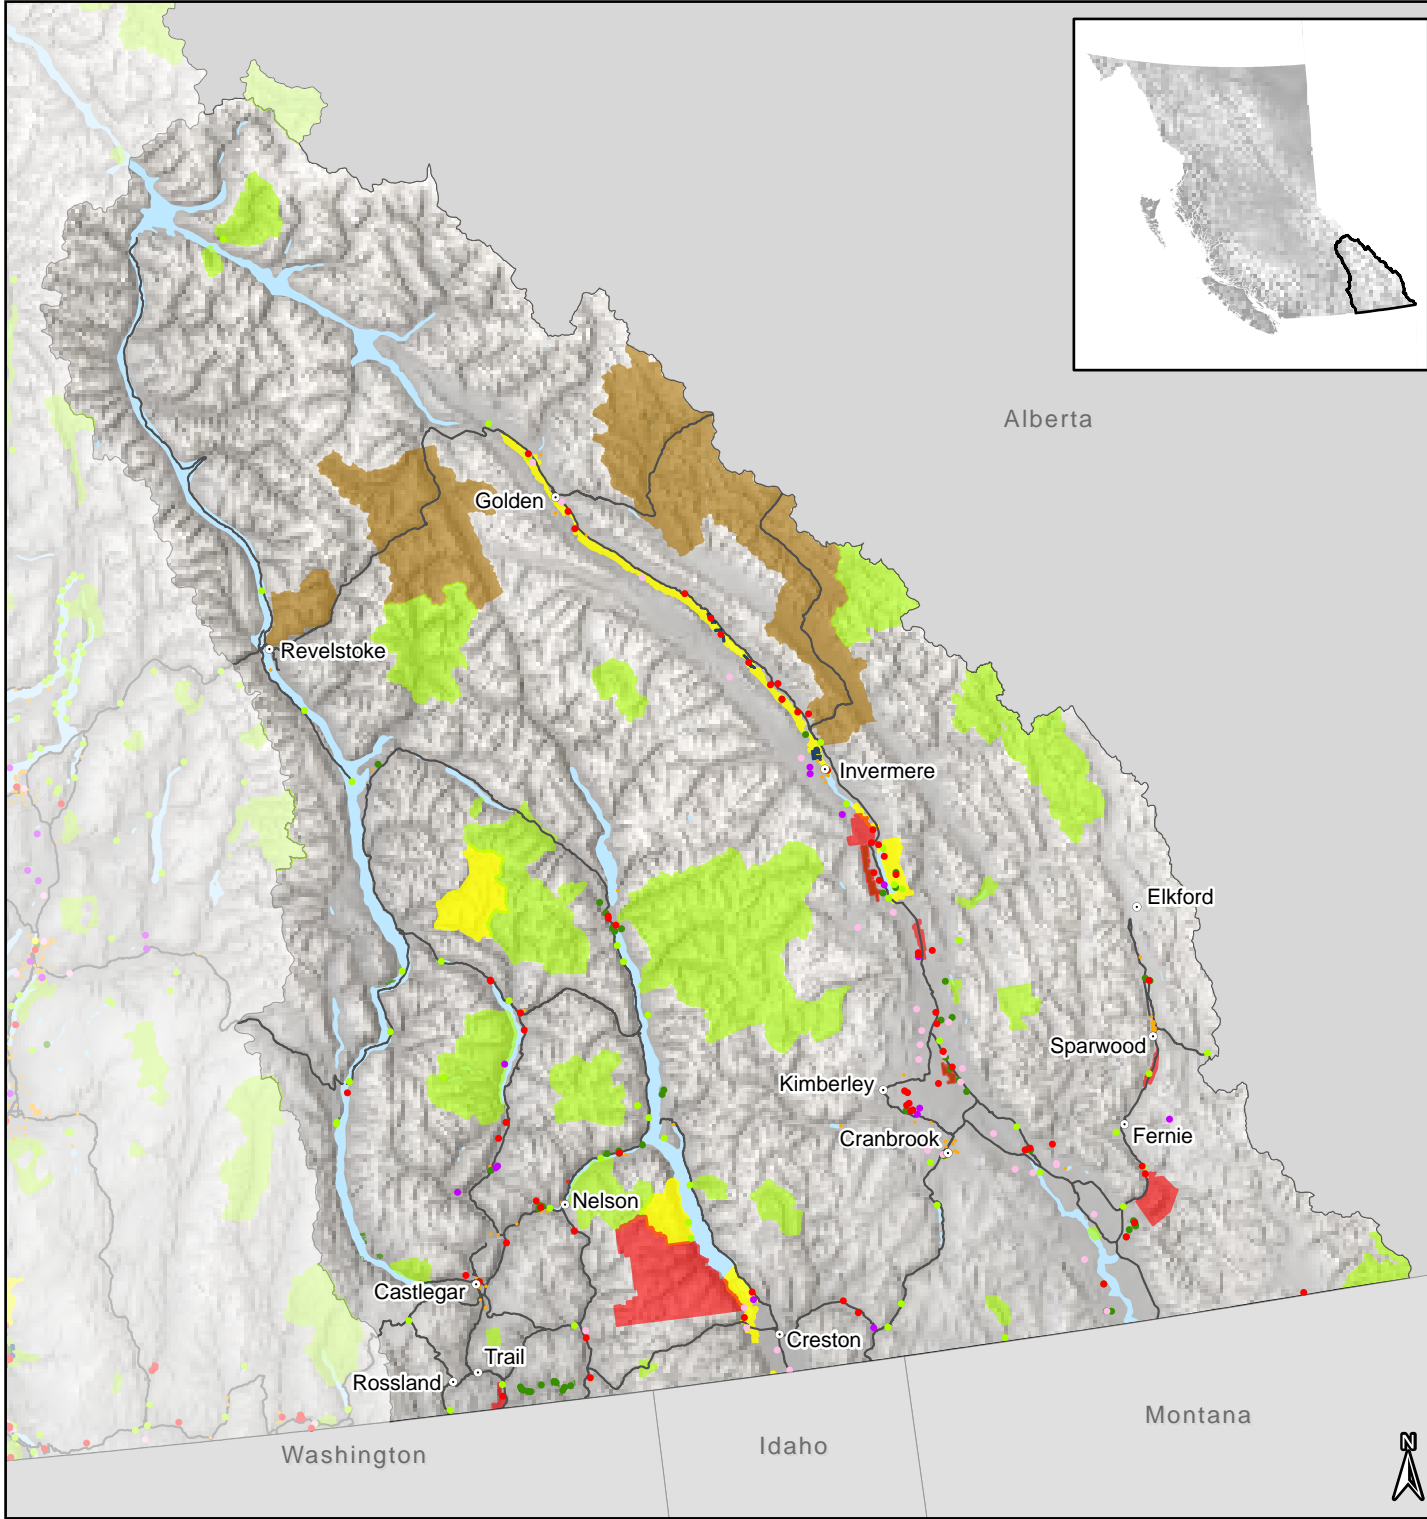 Alberta
Golden
Revelstoke
Invermere
Elkford
Sparwood
Kimberley
Fernie
Cranbrook
Nelson
Castlegar
Creston
Trail
Rossland
Montana
Idaho
Washington
N